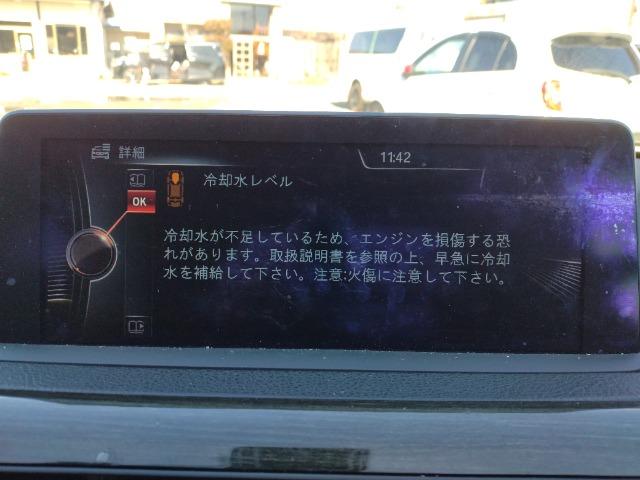 詳細
11:42
冷却水レベル
OK
冷却水が不足しているため、エンジンを損傷する恐
れがあります。取扱説明書を参照の上、早急に冷却
水を補給して下さい。注意:火傷に注意して下さい。